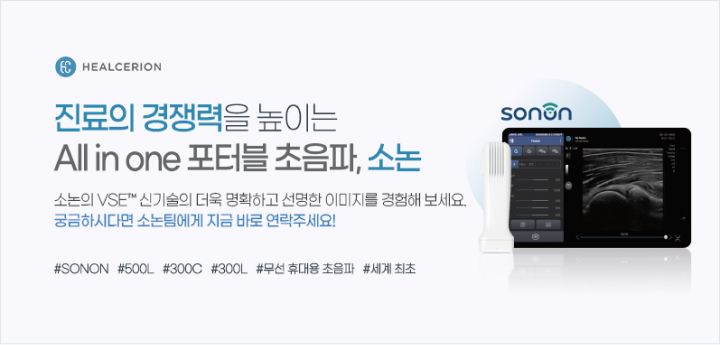 HEALCERION
진료의 경쟁력을 높이는
All in one 포터블 초음파, 소논
소논의 VSE™ 신기술의 더욱 명확하고 선명한 이미지를 경험해 보세요.
궁금하시다면 소논팀에게 지금 바로 연락주세요!
#SONON #500L #300C #300L #무선 휴대용 초음파 #세계 최초
sonon